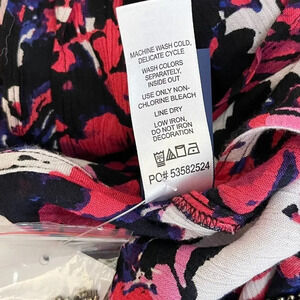 MACHINE WASH COLD,
DELICATE CYCLE
WASH COLORS
SEPARATELY,
INSIDE OUT
USE ONLY NON-
CHLORINE BLEACH
LINE DRY
LOW IRON,
DO NOT IRON
DECORATION
PC# 53582524